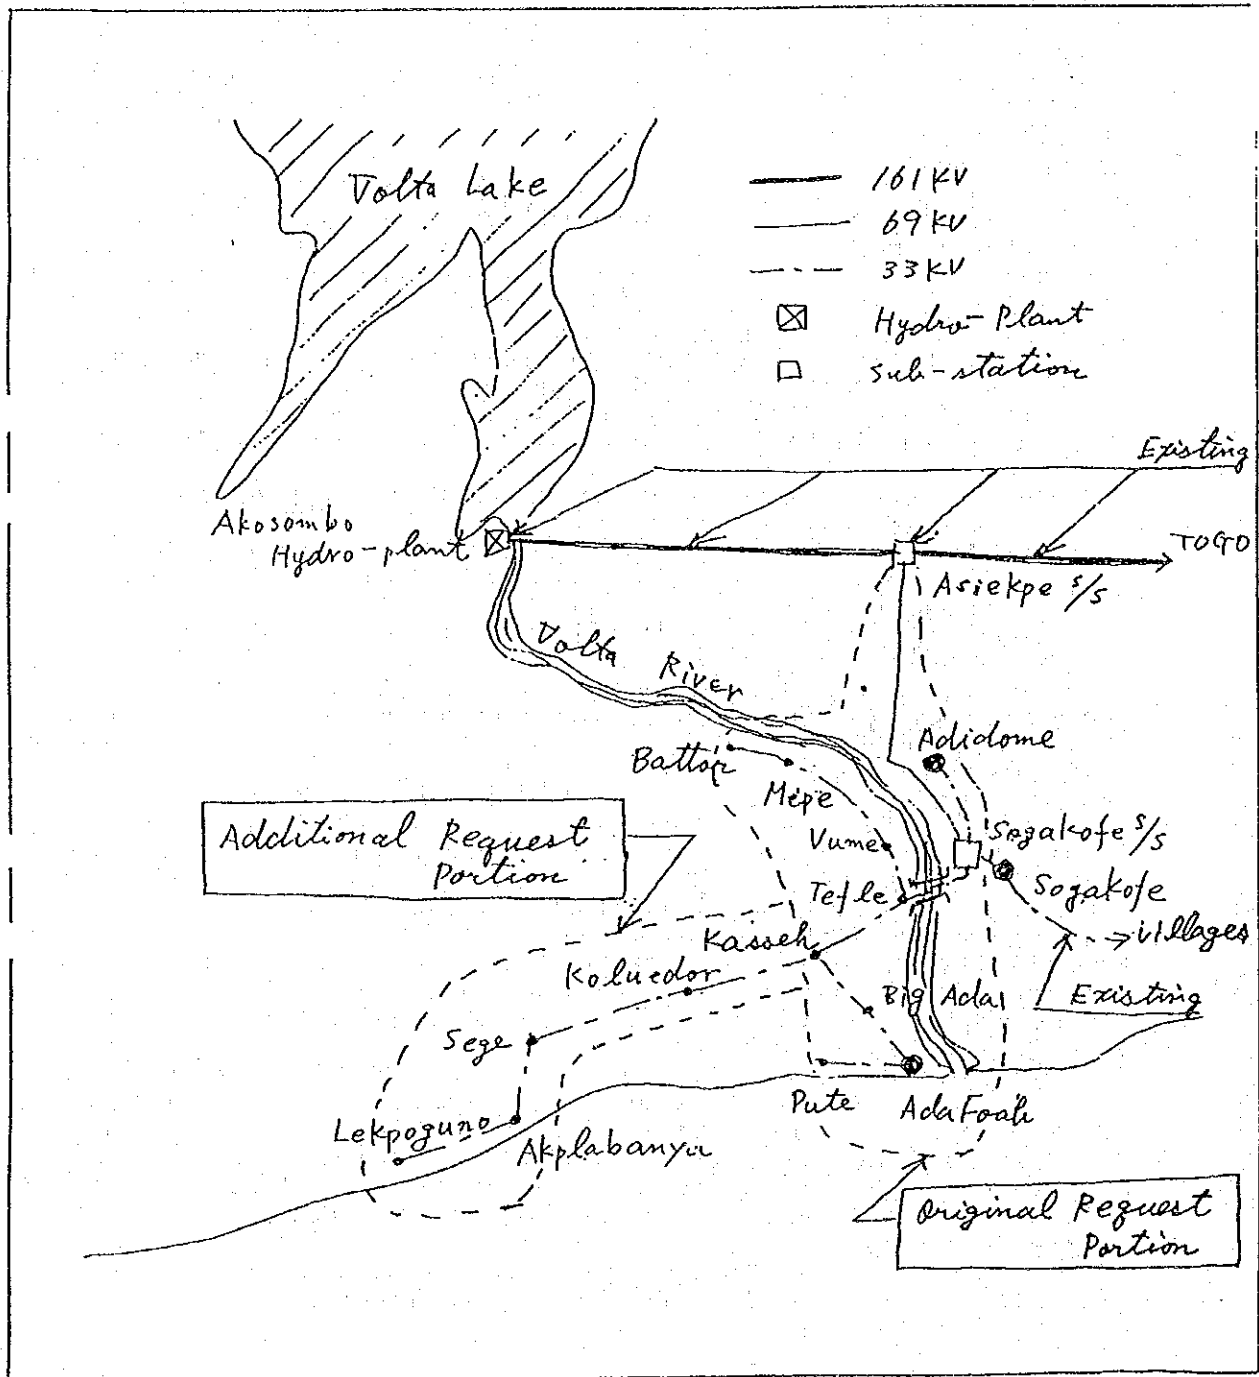 Volta Lake
161KV
69KV
33KV
Hydro-Plant
sub-station
Existing
Akosombo
Hydro-plant
TOGO
Asiekpe s/s
Volta River
Adidome
Battor
Mepe
Additional Request
Portion
Vume
Sogakofe s/s
Tefle
Sogakofe
villages
Kasseh
Koluedor
Big Ada
Existing
Sege
Pute
Ada Foah
Lekpoguno
Akplabanya
Original Request
Portion